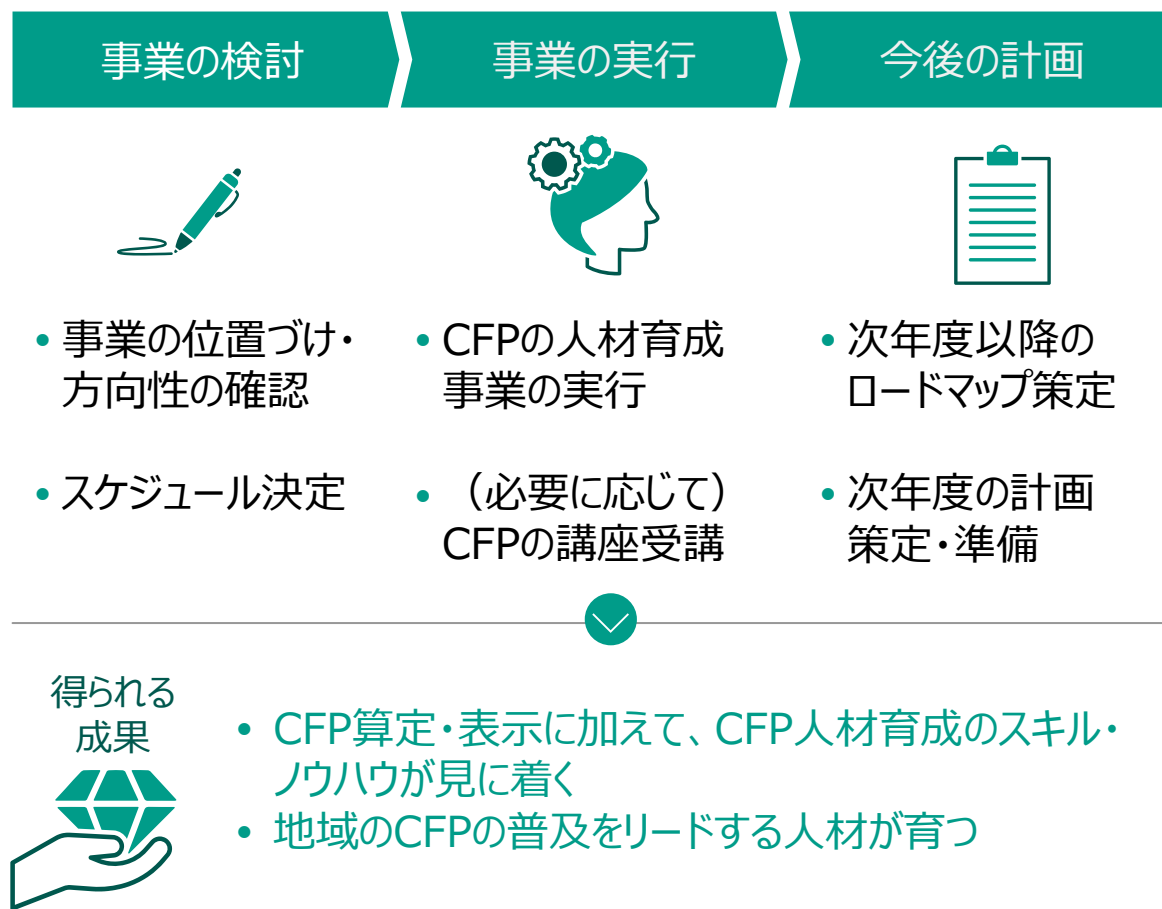 事業の検討
事業の実行
今後の計画
• 事業の位置づけ・
方向性の確認
• スケジュール決定
• CFPの人材育成
事業の実行
• （必要に応じて）
CFPの講座受講
• 次年度以降の
ロードマップ策定
• 次年度の計画
策定・準備
得られる
成果
• CFP算定・表示に加えて、CFP人材育成のスキル・
ノウハウが見に着く
• 地域のCFPの普及をリードする人材が育つ